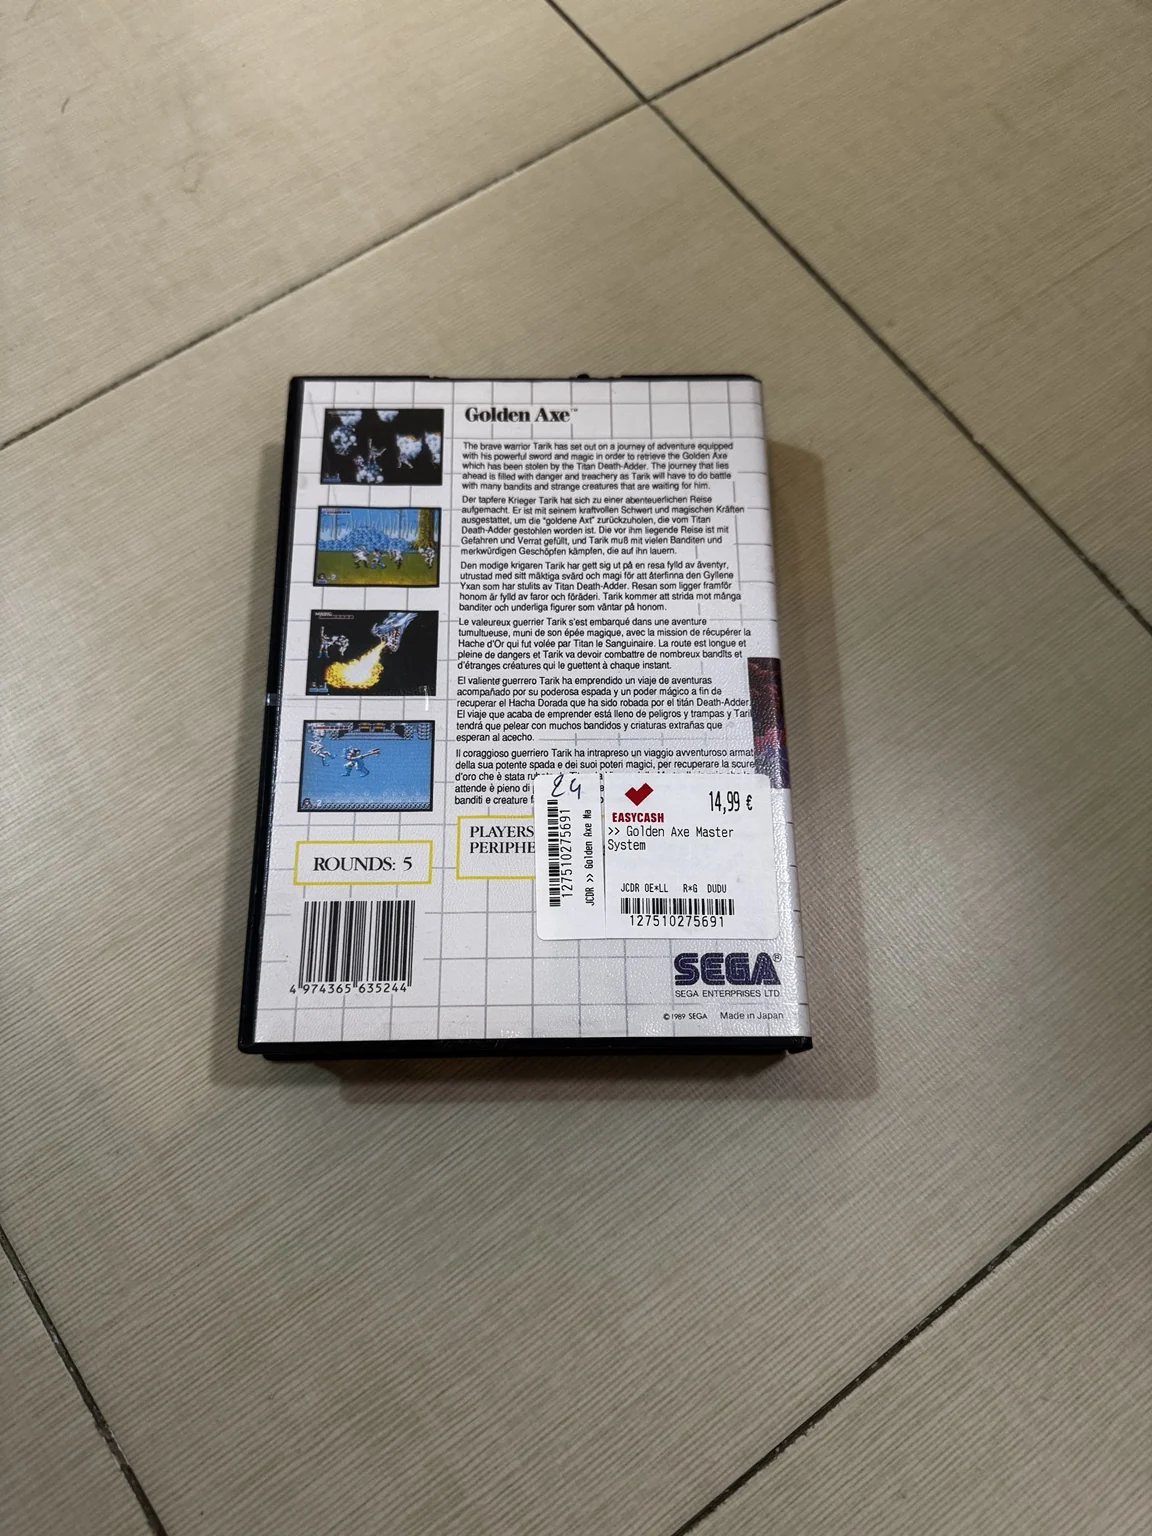 Golden Axe™
The brave warrior Tarik has set out on a journey of adventure equipped
with his powerful sword and magic in order to retrieve the Golden Axe
which has been stolen by the Titan Death-Adder. The journey that lies
ahead is filled with danger and treachery as Tarik will have to do battle
with many bandits and strange creatures that are waiting for him.
Der tapfere Krieger Tarik hat sich zu einer abenteuerlichen Reise
aufgemacht. Er ist mit seinem kraftvollen Schwert und magischen Kräften
ausgestattet, um die "goldene Axt" zurückzuholen, die vom Titan
Death-Adder gestohlen worden ist. Die vor ihm liegende Reise ist mit
Gefahren und Verrat gefüllt, und Tarik muß mit vielen Banditen und
merkwürdigen Geschöpfen kämpfen, die auf ihn lauern.
Den modige krigaren Tarik har gett sig ut på en resa fylld av äventyr,
utrustad med sitt mäktiga svärd och magi för att återfinna den Gyllene
Yxan som har stulits av Titan Death-Adder. Resan som ligger framför
honom är fylld av faror och föräderi. Tarik kommer att strida mot många
banditer och underliga figurer som väntar på honom.
Le valeureux guerrier Tarik s'est embarqué dans une aventure
tumultueuse, muni de son épée magique, avec la mission de récupérer la
Hache d'Or qui fut volée par Titan le Sanguinaire. La route est longue et
pleine de dangers et Tarik va devoir combattre de nombreux bandits et
d'étranges créatures qui le guettent à chaque instant.
El valiente guerrero Tarik ha emprendido un viaje de aventuras
acompañado por su poderosa espada y un poder mágico a fin de
recuperar el Hacha Dorada que ha sido robada por el titán Death-Adder.
El viaje que acaba de emprender está lleno de peligros y trampas y Tarik
tendrá que pelear con muchos bandidos y criaturas extrañas que
esperan al acecho.
Il coraggioso guerriero Tarik ha intrapreso un viaggio avventuroso armat
della sua potente spada e dei suoi poteri magici, per recuperare la scure
d'oro che è stata
attende è pieno di
banditi e creature
PLAYERS
PERIPHE
ROUNDS: 5
4 974365 635244
24
127510275691
JCDR >> Golden Axe Ma
EASYCASH
14,99 €
>> Golden Axe Master
System
JCDR OE*LL R*G DUDU
127510275691
SEGA®
SEGA ENTERPRISES LTD.
© 1989 SEGA Made in Japan